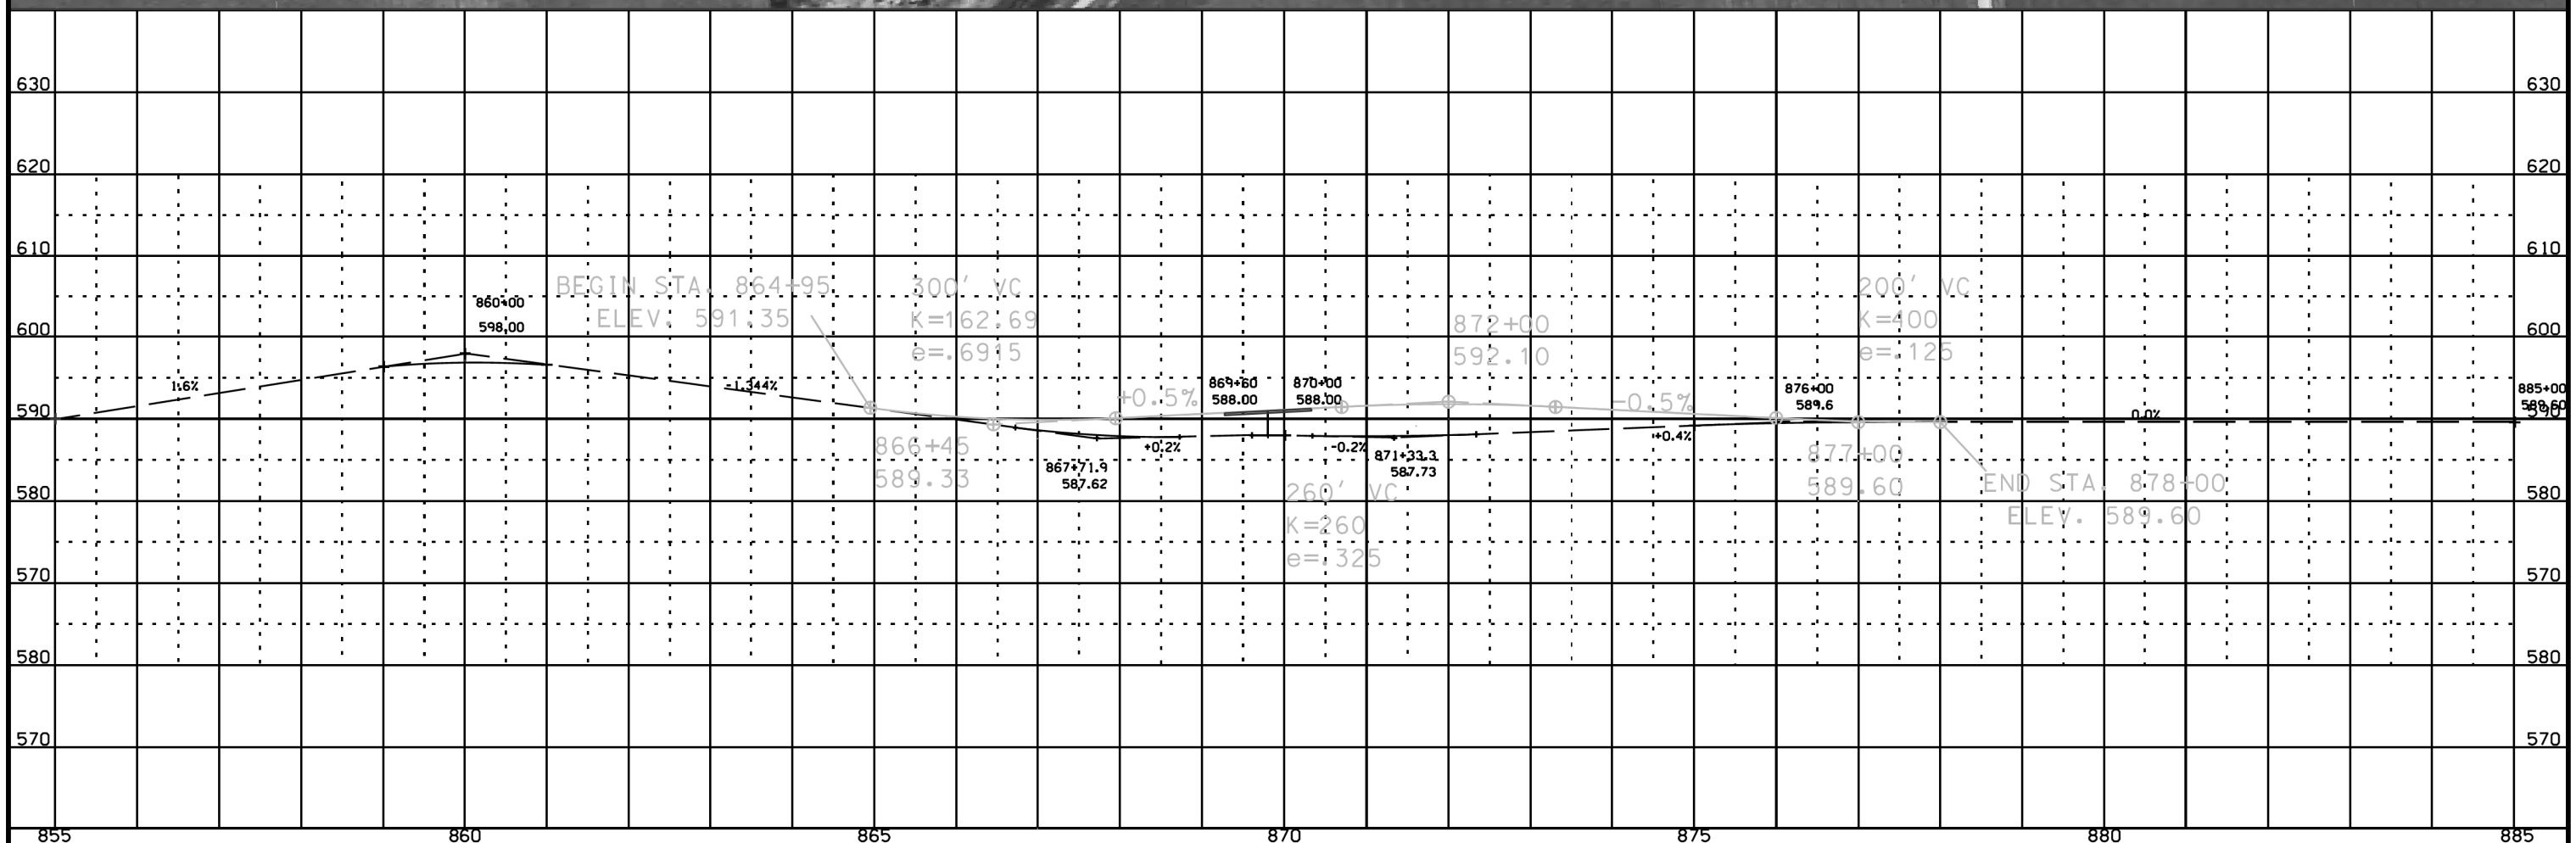 630 630
620 620
610 610
BEGIN STA. 864+95 300' VC 200' VC
860+00
ELEV. 591.35 K=162.69 872+00 K=400
598.00
600 600
e=.6915 592.10 e=.125
1.6% -1.344% 869+60 870+00 876+00 885+00
+0.5% 588.00 588.00 -0.5% 589.6 589.60
590 0.0% 590
866+45 +0.2% -0.2% +0.4%
871+33.3 877+00
867+71.9 587.73
589.33 587.62 589.60 END STA. 878+00
580 260' VC 580
K=260 ELEV. 589.60
e=.325
570 570
580 580
570 570
855 860 865 870 875 880 885